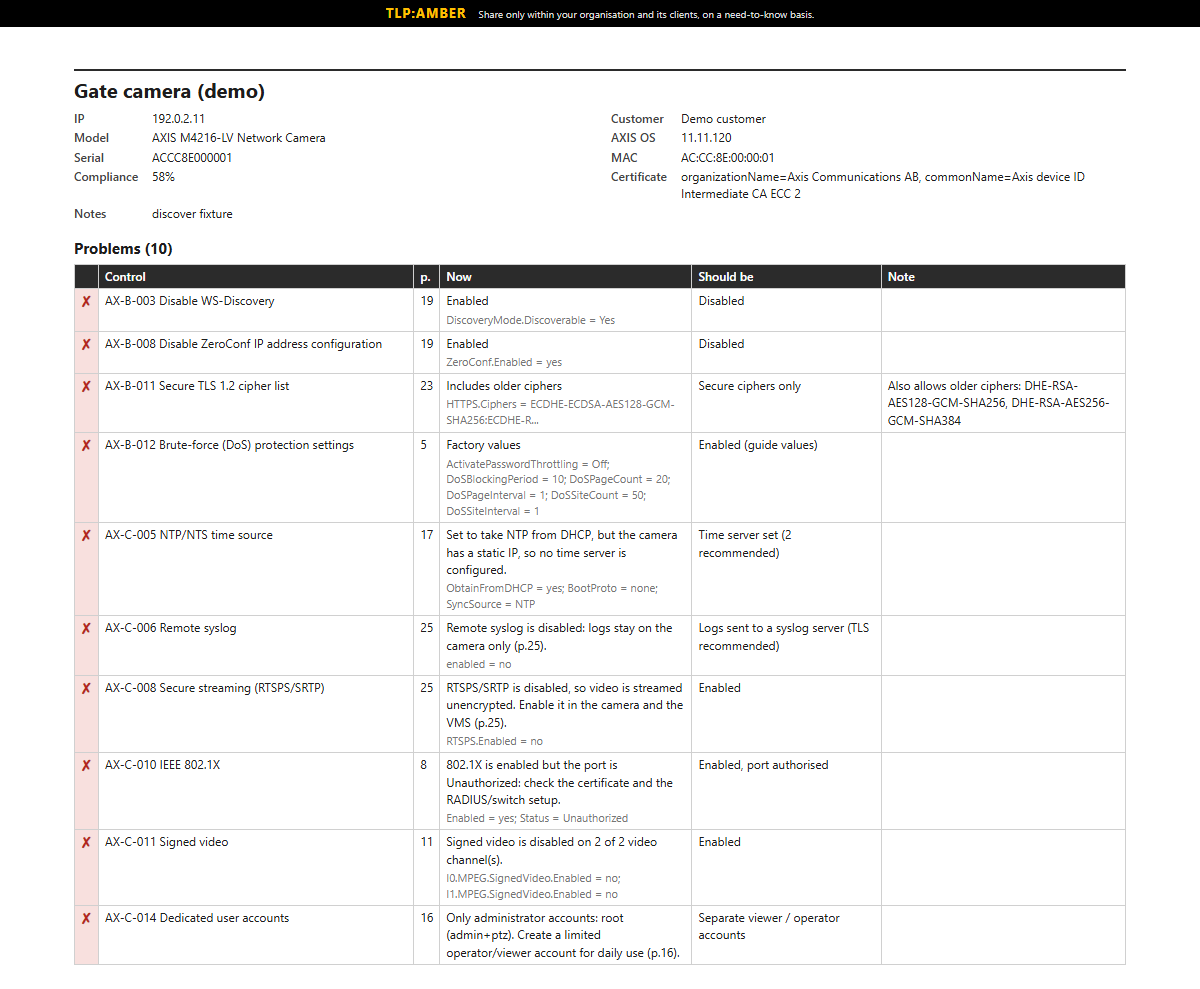 TLP:AMBER Share only within your organisation and its clients, on a need-to-know basis.
Gate camera (demo)
IP 192.0.2.11
Customer Demo customer
Model AXIS M4216-LV Network Camera
AXIS OS 11.11.120
Serial ACCC8E000001
MAC AC:CC:8E:00:00:01
Compliance 58%
Certificate organizationName=Axis Communications AB, commonName=Axis device ID
Intermediate CA ECC 2
Notes discover fixture
Problems (10)
Control p. Now Should be Note
✗ AX-B-003 Disable WS-Discovery 19 Enabled Disabled
DiscoveryMode.Discoverable = Yes
✗ AX-B-008 Disable ZeroConf IP address configuration 19 Enabled Disabled
ZeroConf.Enabled = yes
✗ AX-B-011 Secure TLS 1.2 cipher list 23 Includes older ciphers Secure ciphers only Also allows older ciphers: DHE-RSA-
HTTPS.Ciphers = ECDHE-ECDSA-AES128-GCM- AES128-GCM-SHA256, DHE-RSA-AES256-
SHA256:ECDHE-R... GCM-SHA384
✗ AX-B-012 Brute-force (DoS) protection settings 5 Factory values Enabled (guide values)
ActivatePasswordThrottling = Off;
DoSBlockingPeriod = 10; DoSPageCount = 20;
DoSPageInterval = 1; DoSSiteCount = 50;
DoSSiteInterval = 1
✗ AX-C-005 NTP/NTS time source 17 Set to take NTP from DHCP, but the camera Time server set (2
has a static IP, so no time server is recommended)
configured.
ObtainFromDHCP = yes; BootProto = none;
SyncSource = NTP
✗ AX-C-006 Remote syslog 25 Remote syslog is disabled: logs stay on the Logs sent to a syslog server (TLS
camera only (p.25). recommended)
enabled = no
✗ AX-C-008 Secure streaming (RTSPS/SRTP) 25 RTSPS/SRTP is disabled, so video is streamed Enabled
unencrypted. Enable it in the camera and the
VMS (p.25).
RTSPS.Enabled = no
✗ AX-C-010 IEEE 802.1X 8 802.1X is enabled but the port is Enabled, port authorised
Unauthorized: check the certificate and the
RADIUS/switch setup.
Enabled = yes; Status = Unauthorized
✗ AX-C-011 Signed video 11 Signed video is disabled on 2 of 2 video Enabled
channel(s).
I0.MPEG.SignedVideo.Enabled = no;
I1.MPEG.SignedVideo.Enabled = no
✗ AX-C-014 Dedicated user accounts 16 Only administrator accounts: root Separate viewer / operator
(admin+ptz). Create a limited accounts
operator/viewer account for daily use (p.16).